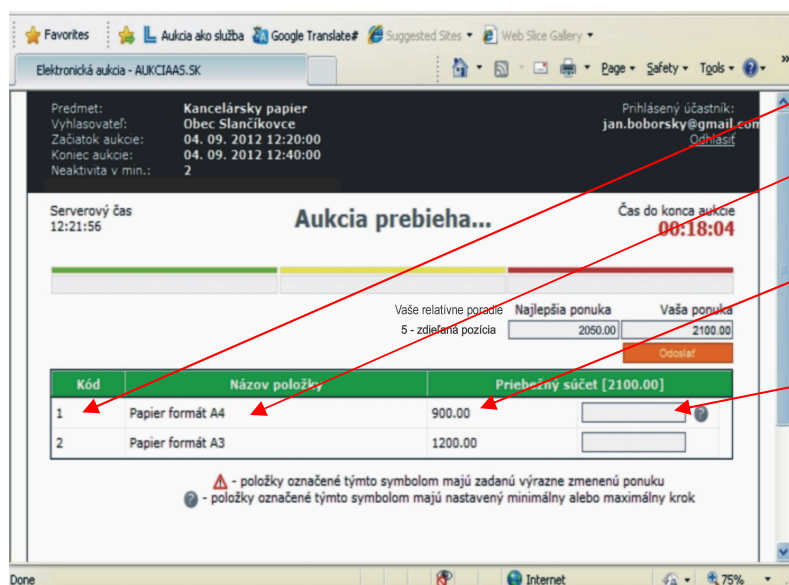 Favorites Aukcia ako služba Google Translate# Suggested Sites Web Slice Gallery
Elektronická aukcia - AUKCIAAS.SK Page Safety Tools »
Predmet: Kancelársky papier Prihlásený účastník:
Vyhlasovateľ: Obec Slančíkovce jan.boborsky@gmail.com
Začiatok aukcie: 04. 09. 2012 12:20:00 Odhlásiť
Koniec aukcie: 04. 09. 2012 12:40:00
Neaktivita v min.: 2
Serverový čas Aukcia prebieha... Čas do konca aukcie
12:21:56 00:18:04
Vaše relatívne poradie Najlepšia ponuka Vaša ponuka
5 - zdieľaná pozícia 2050.00 2100.00
Odoslať
Kód Názov položky Priebežný súčet [2100.00]
1 Papier formát A4 900.00
2 Papier formát A3 1200.00
- položky označené týmto symbolom majú zadanú výrazne zmenenú ponuku
- položky označené týmto symbolom majú nastavený minimálny alebo maximálny krok
Done Internet 75%